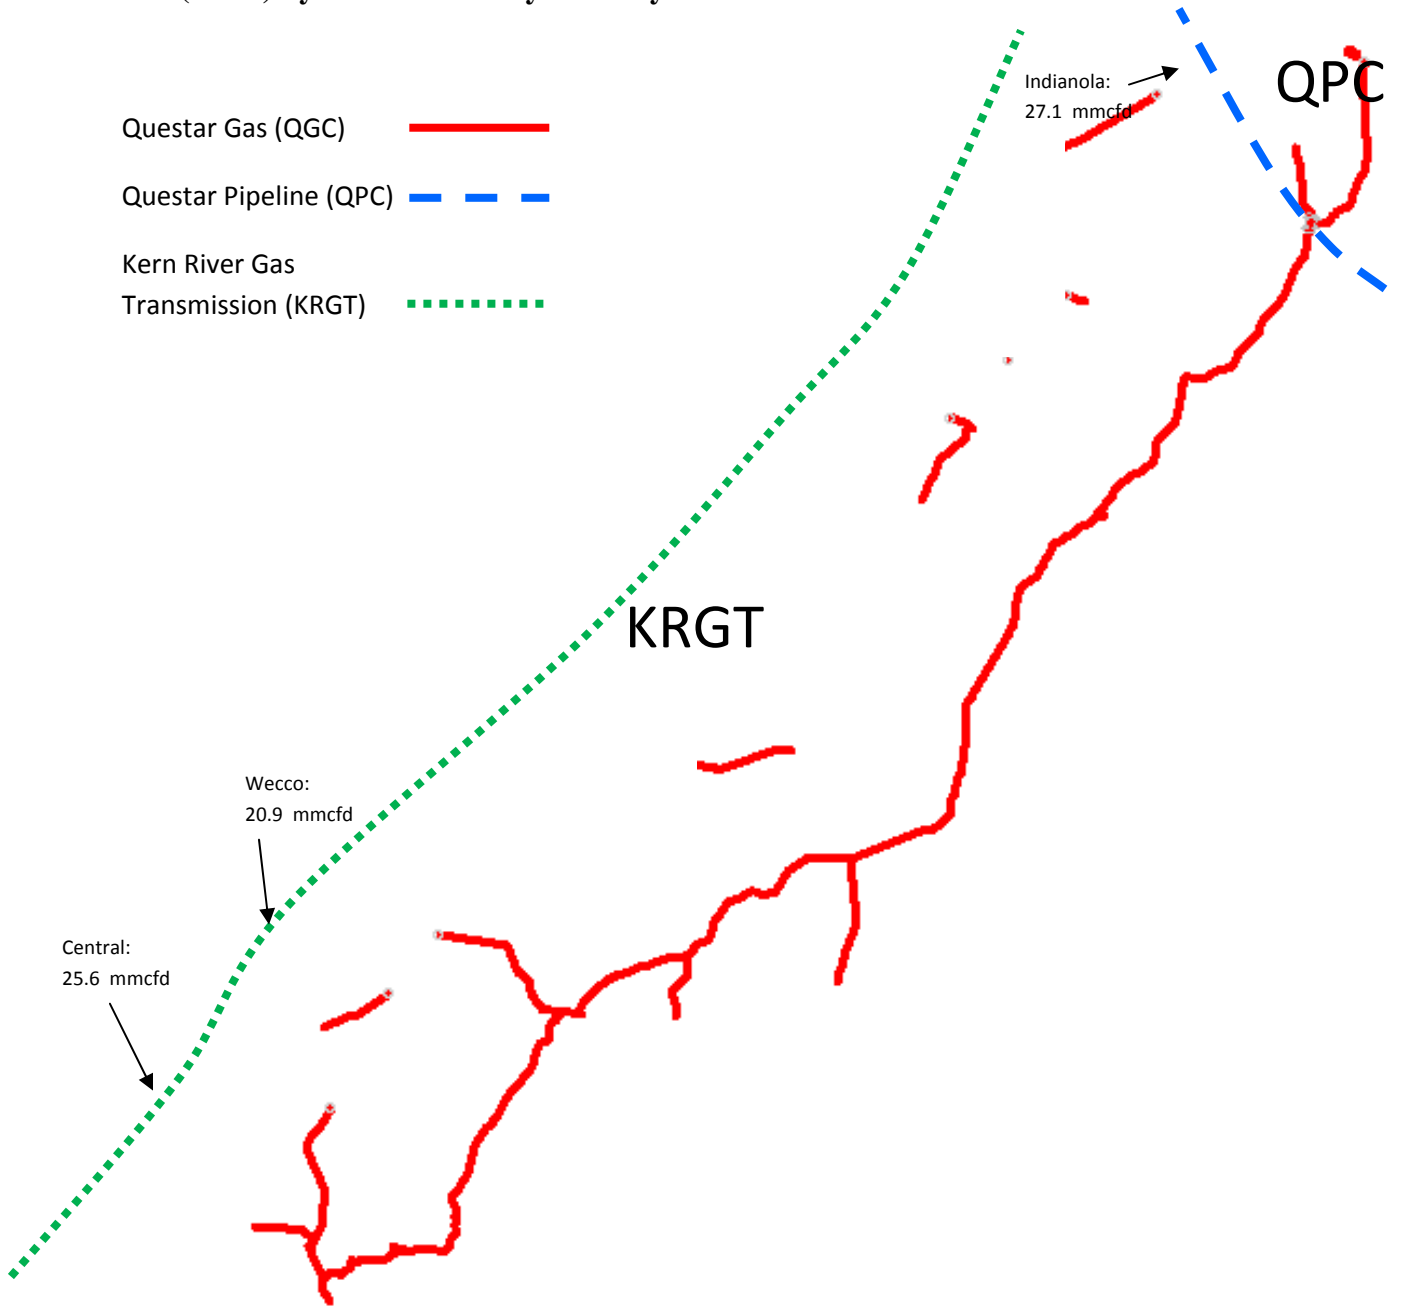 Indianola:
27.1 mmcfd
QPC
Questar Gas (QGC)
Questar Pipeline (QPC)
Kern River Gas
Transmission (KRGT)
KRGT
Wecco:
20.9 mmcfd
Central:
25.6 mmcfd